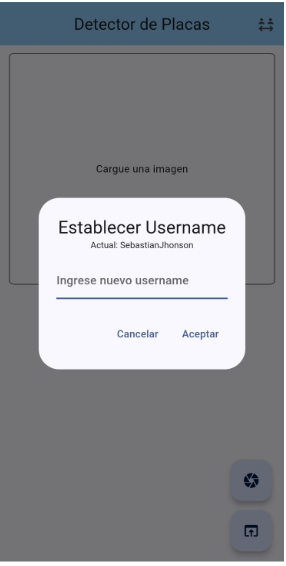 Detector de Placas
Cargue una imagen
Establecer Username
Actual: SebastianJhonson
Ingrese nuevo username
Cancelar Aceptar